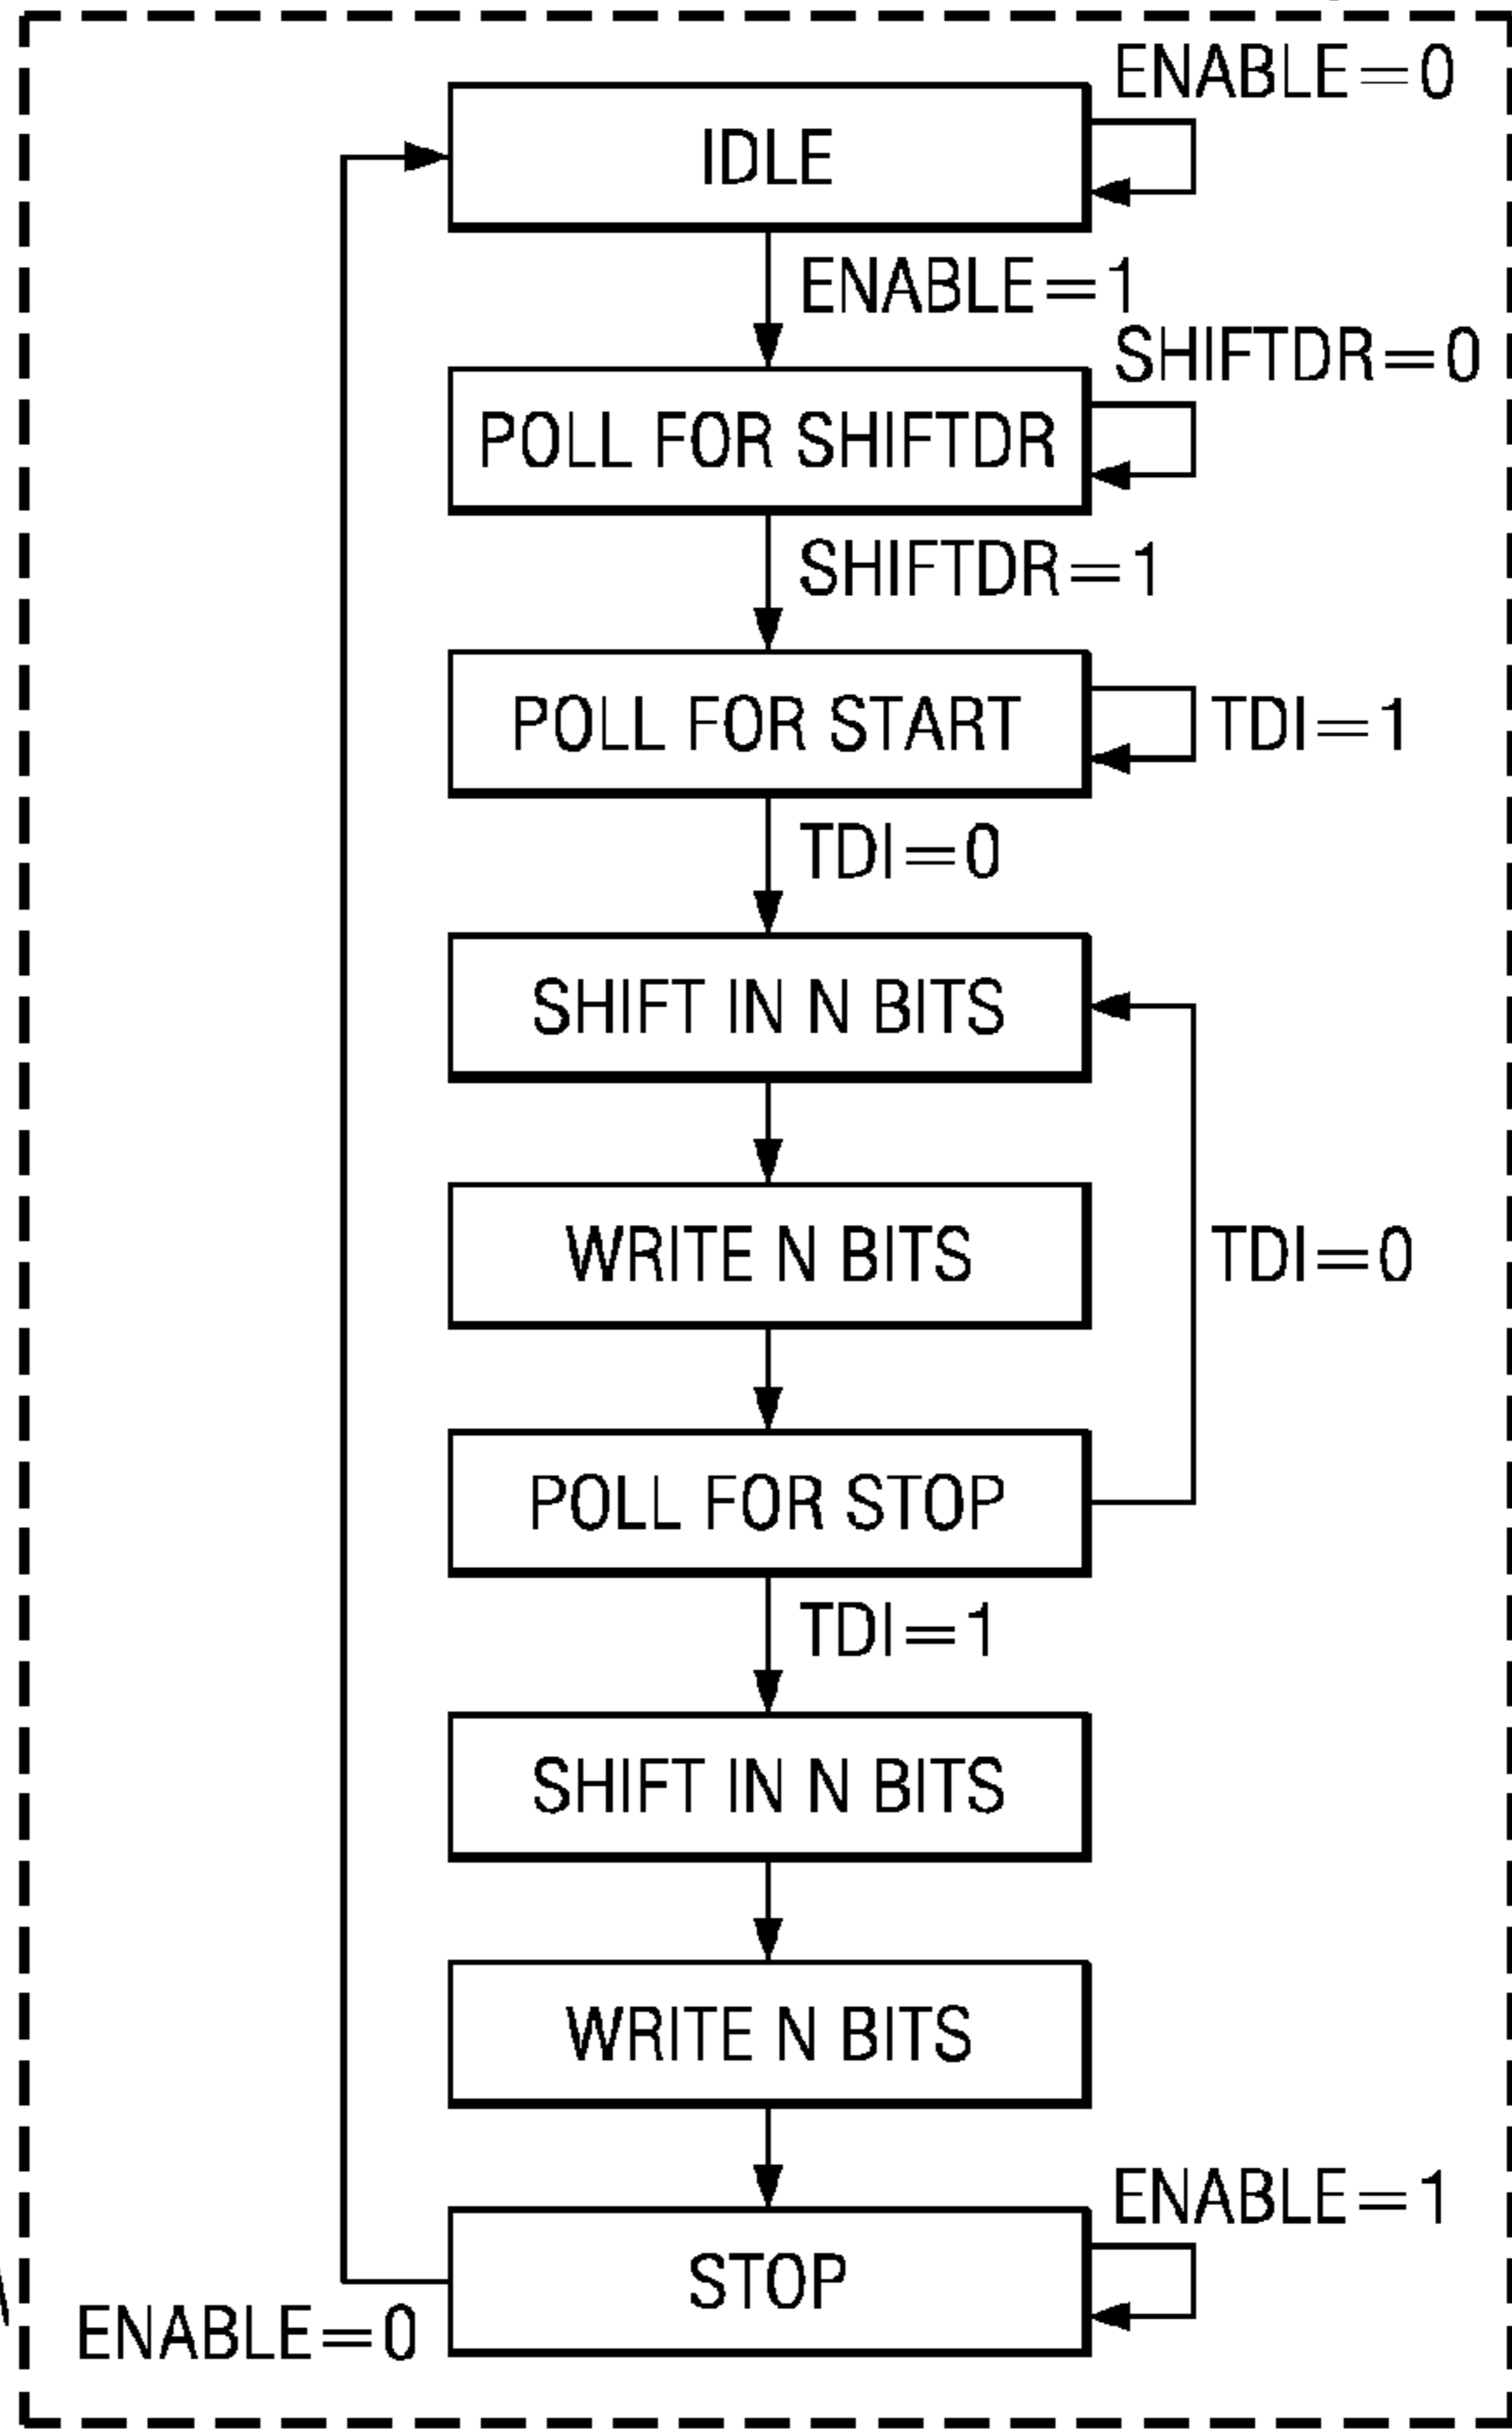 ENABLE=0
IDLE
ENABLE=1
SHIFTDR=0
POLL FOR SHIFTDR
SHIFTDR=1
POLL FOR START
TDI=1
TDI=0
SHIFT IN N BITS
WRITE N BITS
TDI=0
POLL FOR STOP
TDI=1
SHIFT IN N BITS
WRITE N BITS
ENABLE=1
STOP
ENABLE=0